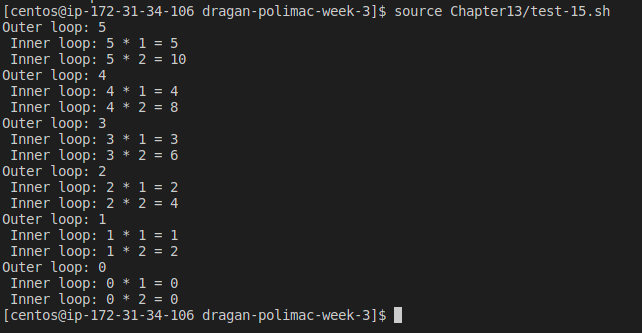 [centos@ip-172-31-34-106 dragan-polimac-week-3]$ source Chapter13/test-15.sh
Outer loop: 5
 Inner loop: 5 * 1 = 5
 Inner loop: 5 * 2 = 10
Outer loop: 4
 Inner loop: 4 * 1 = 4
 Inner loop: 4 * 2 = 8
Outer loop: 3
 Inner loop: 3 * 1 = 3
 Inner loop: 3 * 2 = 6
Outer loop: 2
 Inner loop: 2 * 1 = 2
 Inner loop: 2 * 2 = 4
Outer loop: 1
 Inner loop: 1 * 1 = 1
 Inner loop: 1 * 2 = 2
Outer loop: 0
 Inner loop: 0 * 1 = 0
 Inner loop: 0 * 2 = 0
[centos@ip-172-31-34-106 dragan-polimac-week-3]$